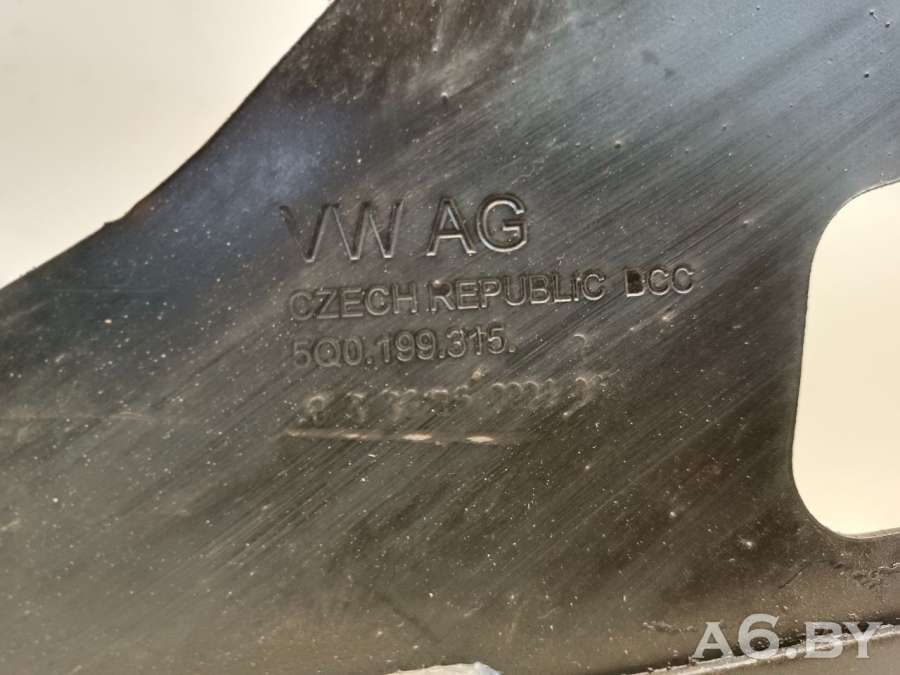 VW AG
CZECH REPUBLIC BCC
5Q0.199.315.
A6.BY